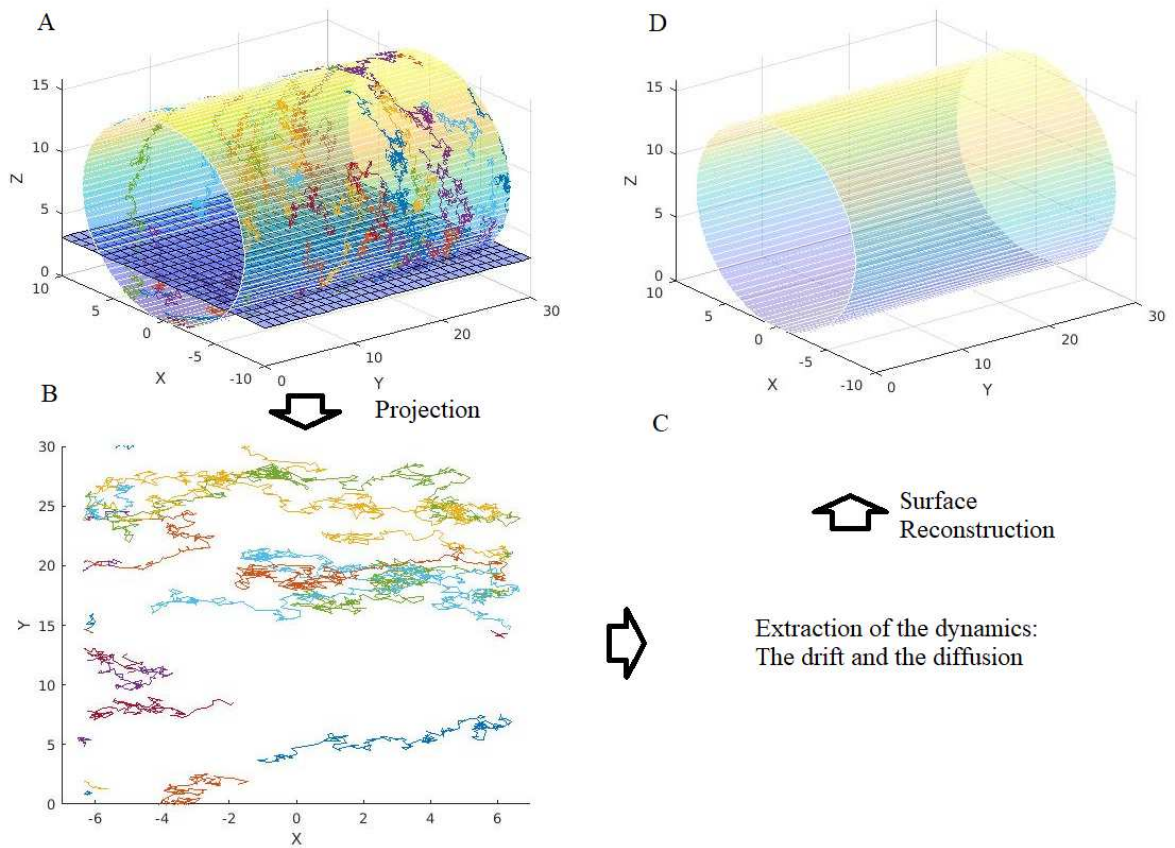 A
15
10
5
0
Z
10
5
0
-5
-10
X
0
10
20
30
Y
D
15
10
5
0
Z
10
5
0
-5
-10
X
0
10
20
30
Y
B
Projection
30
25
20
15
10
5
0
Y
-6
-4
-2
0
2
4
6
X
C
Surface
Reconstruction
Extraction of the dynamics:
The drift and the diffusion